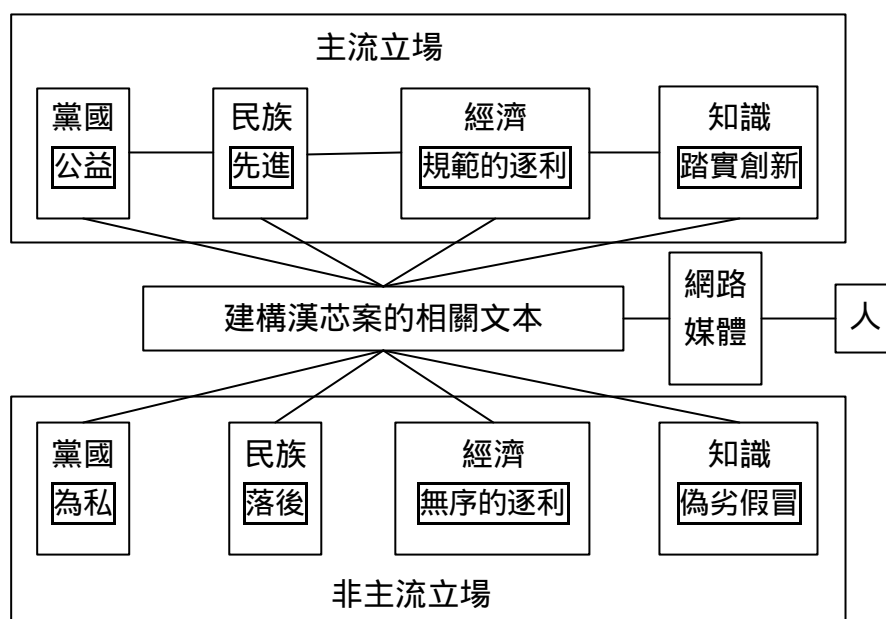 主流立場
黨國
公益
民族
先進
經濟
規範的逐利
知識
踏實創新
建構漢芯案的相關文本
網路
媒體
人
黨國
為私
民族
落後
經濟
無序的逐利
知識
偽劣假冒
非主流立場